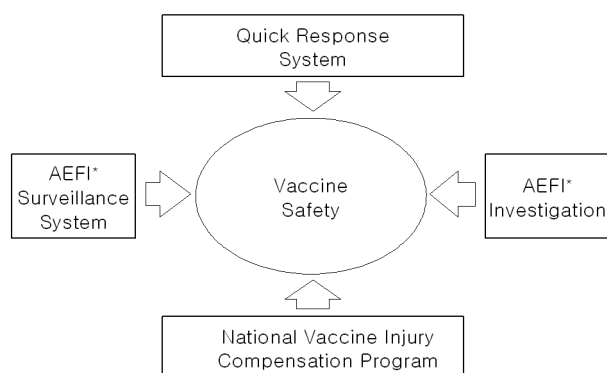 Quick Response
System
AEFI*
Surveillance
System
Vaccine
Safety
AEFI*
Investigation
National Vaccine Injury
Compensation Program